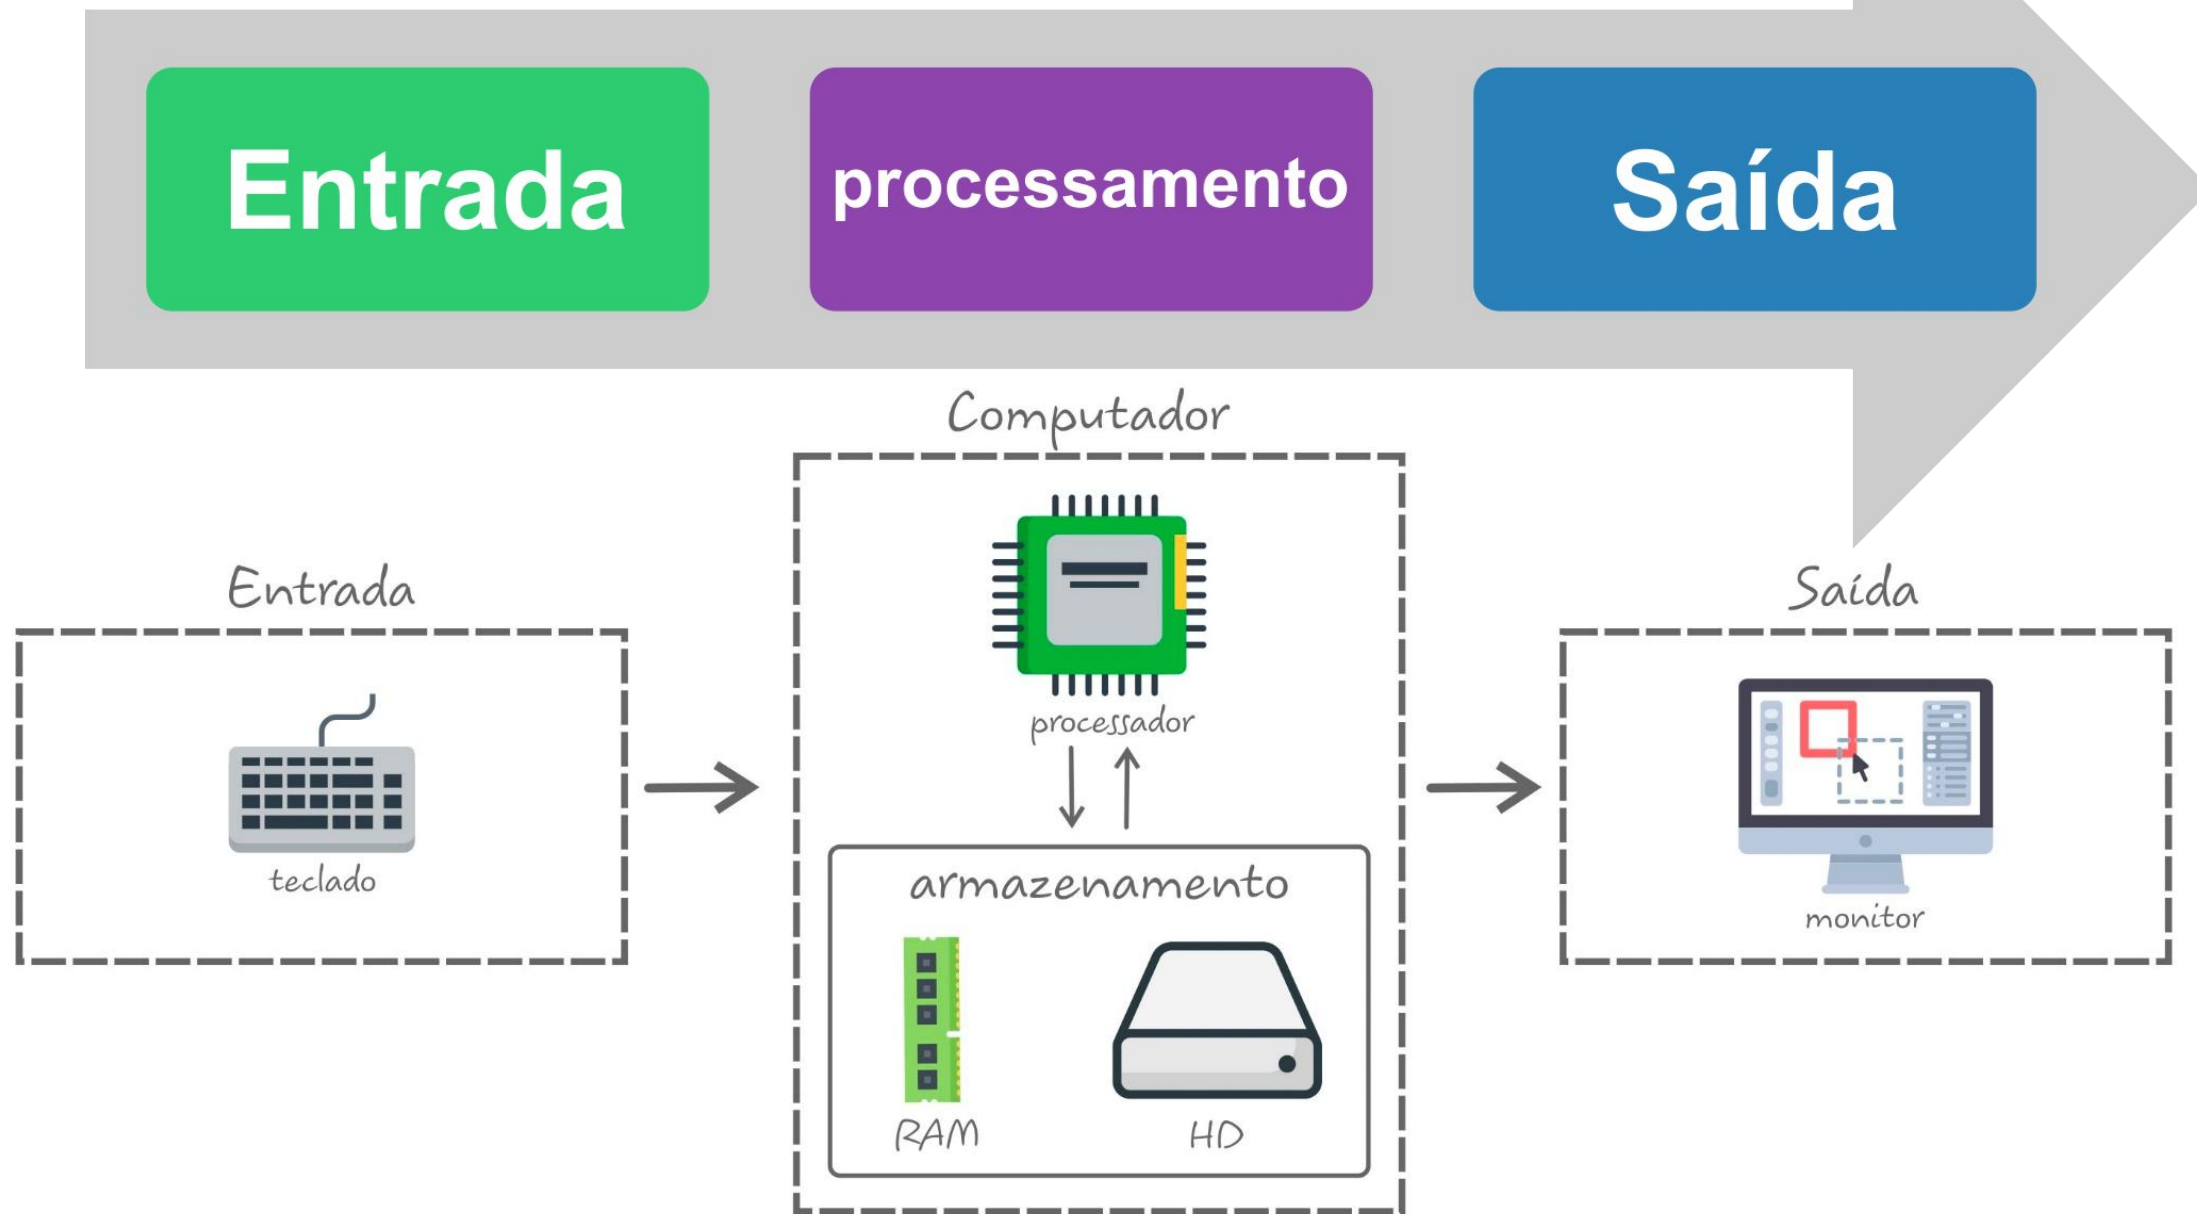 Entrada
processamento
Saída
Computador
Entrada
Saída
processador
teclado
armazenamento
monitor
RAM
HD